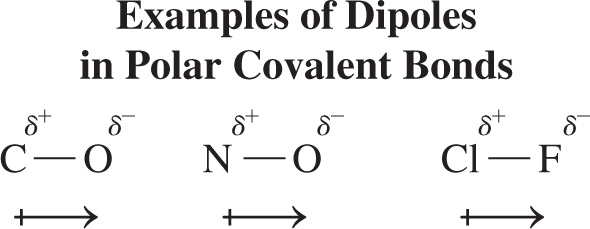 Examples of Dipoles
in Polar Covalent Bonds
δ⁺ δ⁻ δ⁺ δ⁻ δ⁺ δ⁻
C—O N—O Cl—F